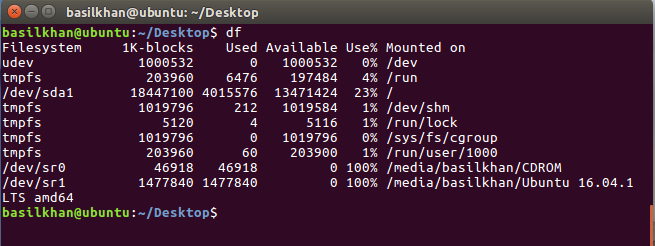 basilkhan@ubuntu: ~/Desktop
basilkhan@ubuntu:~/Desktop$ df
Filesystem     1K-blocks    Used Available Use% Mounted on
udev             1000532       0   1000532   0% /dev
tmpfs             203960    6476    197484   4% /run
/dev/sda1       18447100 4015576  13471424  23% /
tmpfs            1019796     212   1019584   1% /dev/shm
tmpfs               5120       4      5116   1% /run/lock
tmpfs            1019796       0   1019796   0% /sys/fs/cgroup
tmpfs             203960      60    203900   1% /run/user/1000
/dev/sr0           46918   46918         0 100% /media/basilkhan/CDROM
/dev/sr1         1477840 1477840         0 100% /media/basilkhan/Ubuntu 16.04.1
LTS amd64
basilkhan@ubuntu:~/Desktop$